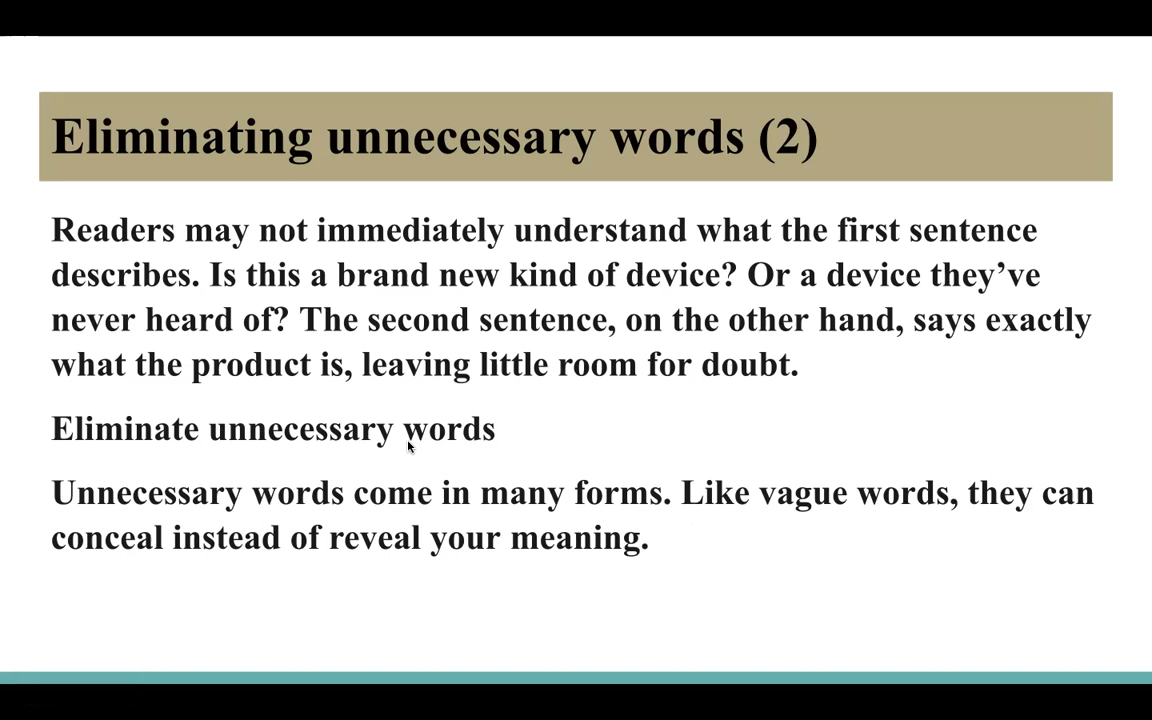 Eliminating unnecessary words (2)
Readers may not immediately understand what the first sentence
describes. Is this a brand new kind of device? Or a device they’ve
never heard of? The second sentence, on the other hand, says exactly
what the product is, leaving little room for doubt.
Eliminate unnecessary words
Unnecessary words come in many forms. Like vague words, they can
conceal instead of reveal your meaning.